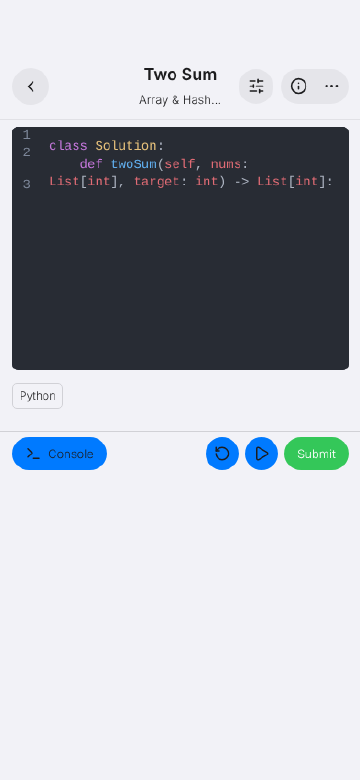 Two Sum
Array & Hash...
1
class Solution:
2
    def twoSum(self, nums:
List[int], target: int) -> List[int]:
3
Python
Console
Submit